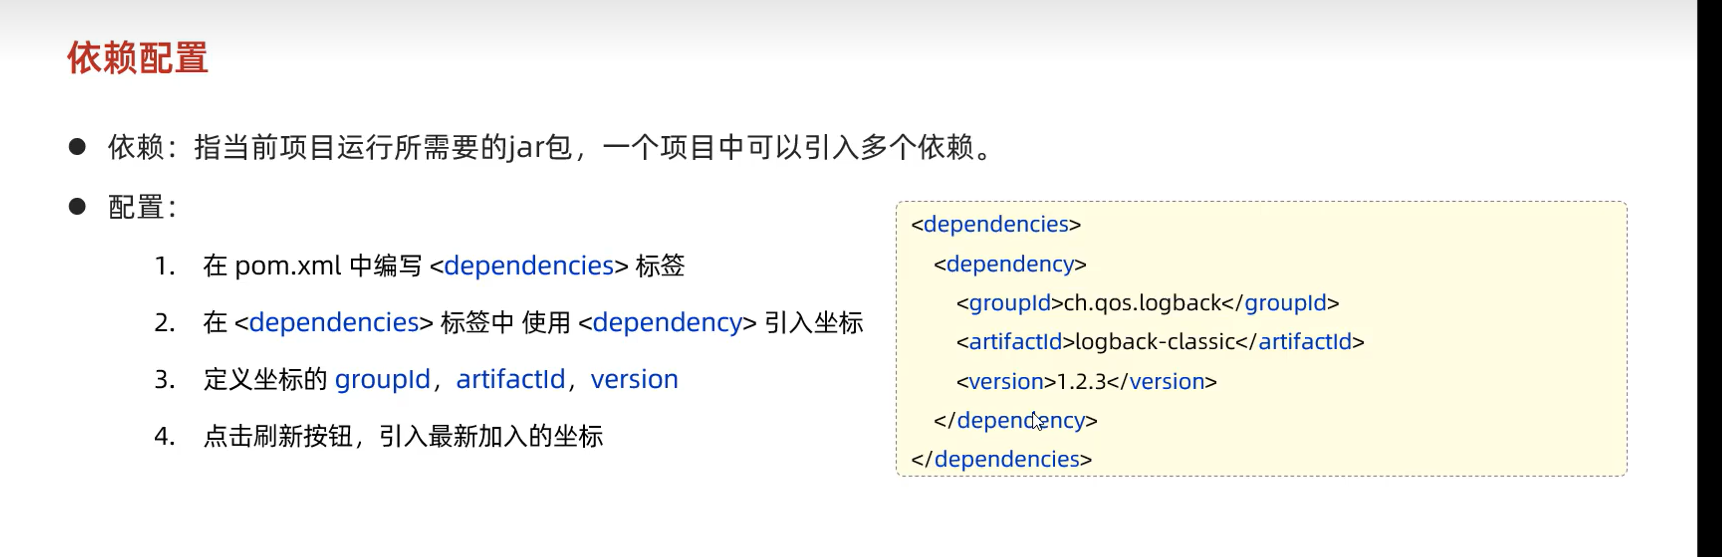 依赖配置
● 依赖：指当前项目运行所需要的jar包，一个项目中可以引入多个依赖。
● 配置：
1. 在 pom.xml 中编写 <dependencies> 标签
2. 在 <dependencies> 标签中 使用 <dependency> 引入坐标
3. 定义坐标的 groupId，artifactId，version
4. 点击刷新按钮，引入最新加入的坐标
<dependencies>
<dependency>
<groupId>ch.qos.logback</groupId>
<artifactId>logback-classic</artifactId>
<version>1.2.3</version>
</dependency>
</dependencies>